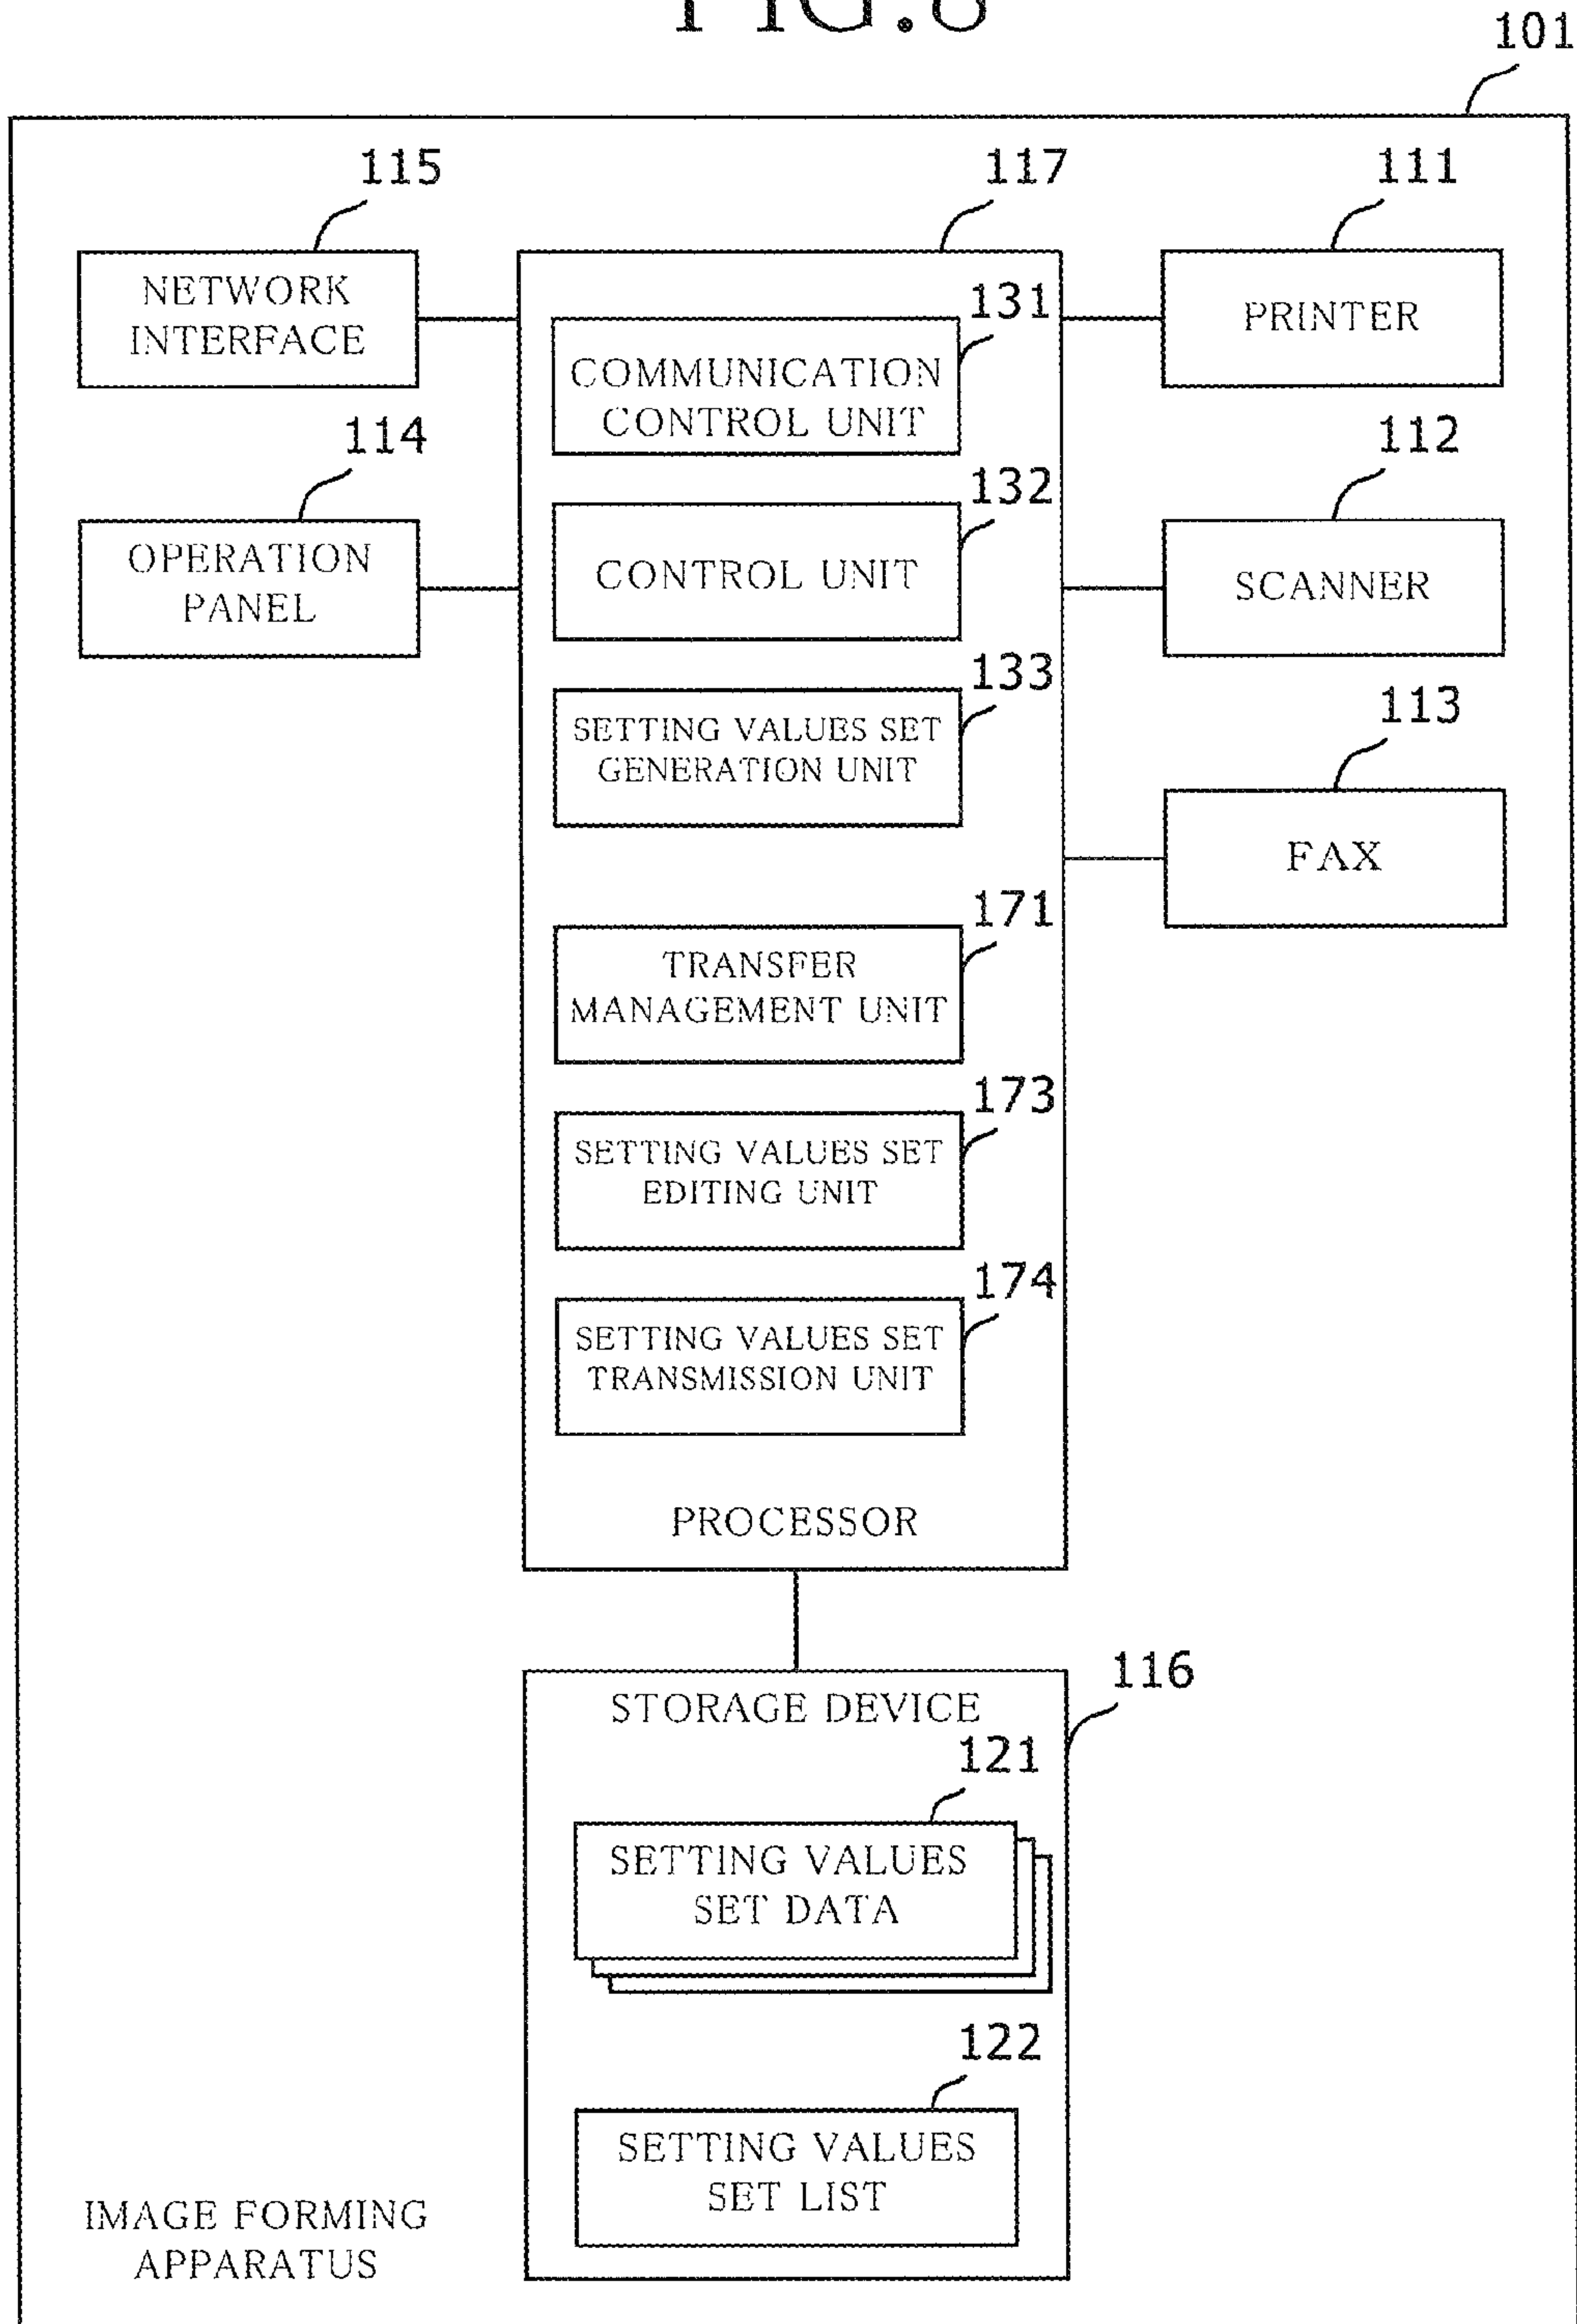 FIG.8
101
115
117
111
NETWORK
INTERFACE
131
COMMUNICATION
CONTROL UNIT
PRINTER
114
132
112
OPERATION
PANEL
CONTROL UNIT
SCANNER
133
SETTING VALUES SET
GENERATION UNIT
113
FAX
171
TRANSFER
MANAGEMENT UNIT
173
SETTING VALUES SET
EDITING UNIT
174
SETTING VALUES SET
TRANSMISSION UNIT
PROCESSOR
116
STORAGE DEVICE
121
SETTING VALUES
SET DATA
122
SETTING VALUES
SET LIST
IMAGE FORMING
APPARATUS